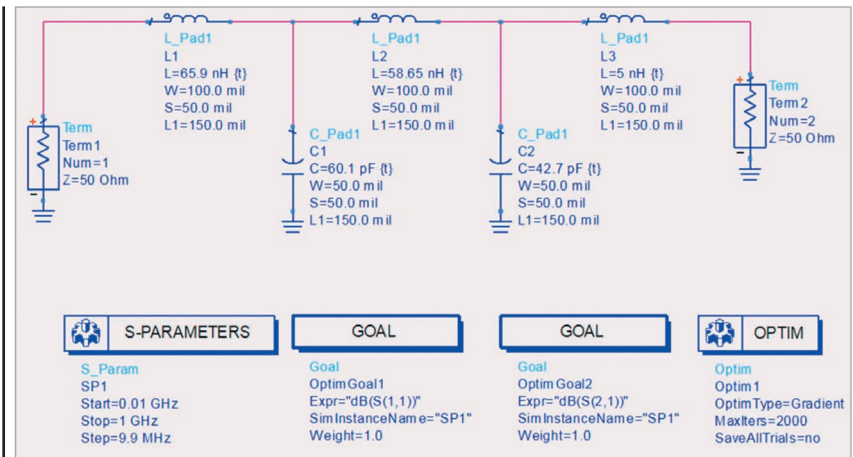 L_Pad1
L1
L=65.9 nH {t}
W=100.0 mil
S=50.0 mil
L1=150.0 mil
L_Pad1
L2
L=58.65 nH {t}
W=100.0 mil
S=50.0 mil
L1=150.0 mil
L_Pad1
L3
L=5 nH {t}
W=100.0 mil
S=50.0 mil
L1=150.0 mil
+
Term
Term1
Num=1
Z=50 Ohm
-
C_Pad1
C1
C=60.1 pF {t}
W=50.0 mil
S=50.0 mil
L1=150.0 mil
C_Pad1
C2
C=42.7 pF {t}
W=50.0 mil
S=50.0 mil
L1=150.0 mil
+
Term
Term2
Num=2
Z=50 Ohm
-
S-PARAMETERS
S_Param
SP1
Start=0.01 GHz
Stop=1 GHz
Step=9.9 MHz
GOAL
Goal
OptimGoal1
Expr="dB(S(1,1))"
SimInstanceName="SP1"
Weight=1.0
GOAL
Goal
OptimGoal2
Expr="dB(S(2,1))"
SimInstanceName="SP1"
Weight=1.0
OPTIM
Optim
Optim1
OptimType=Gradient
MaxIters=2000
SaveAllTrials=no